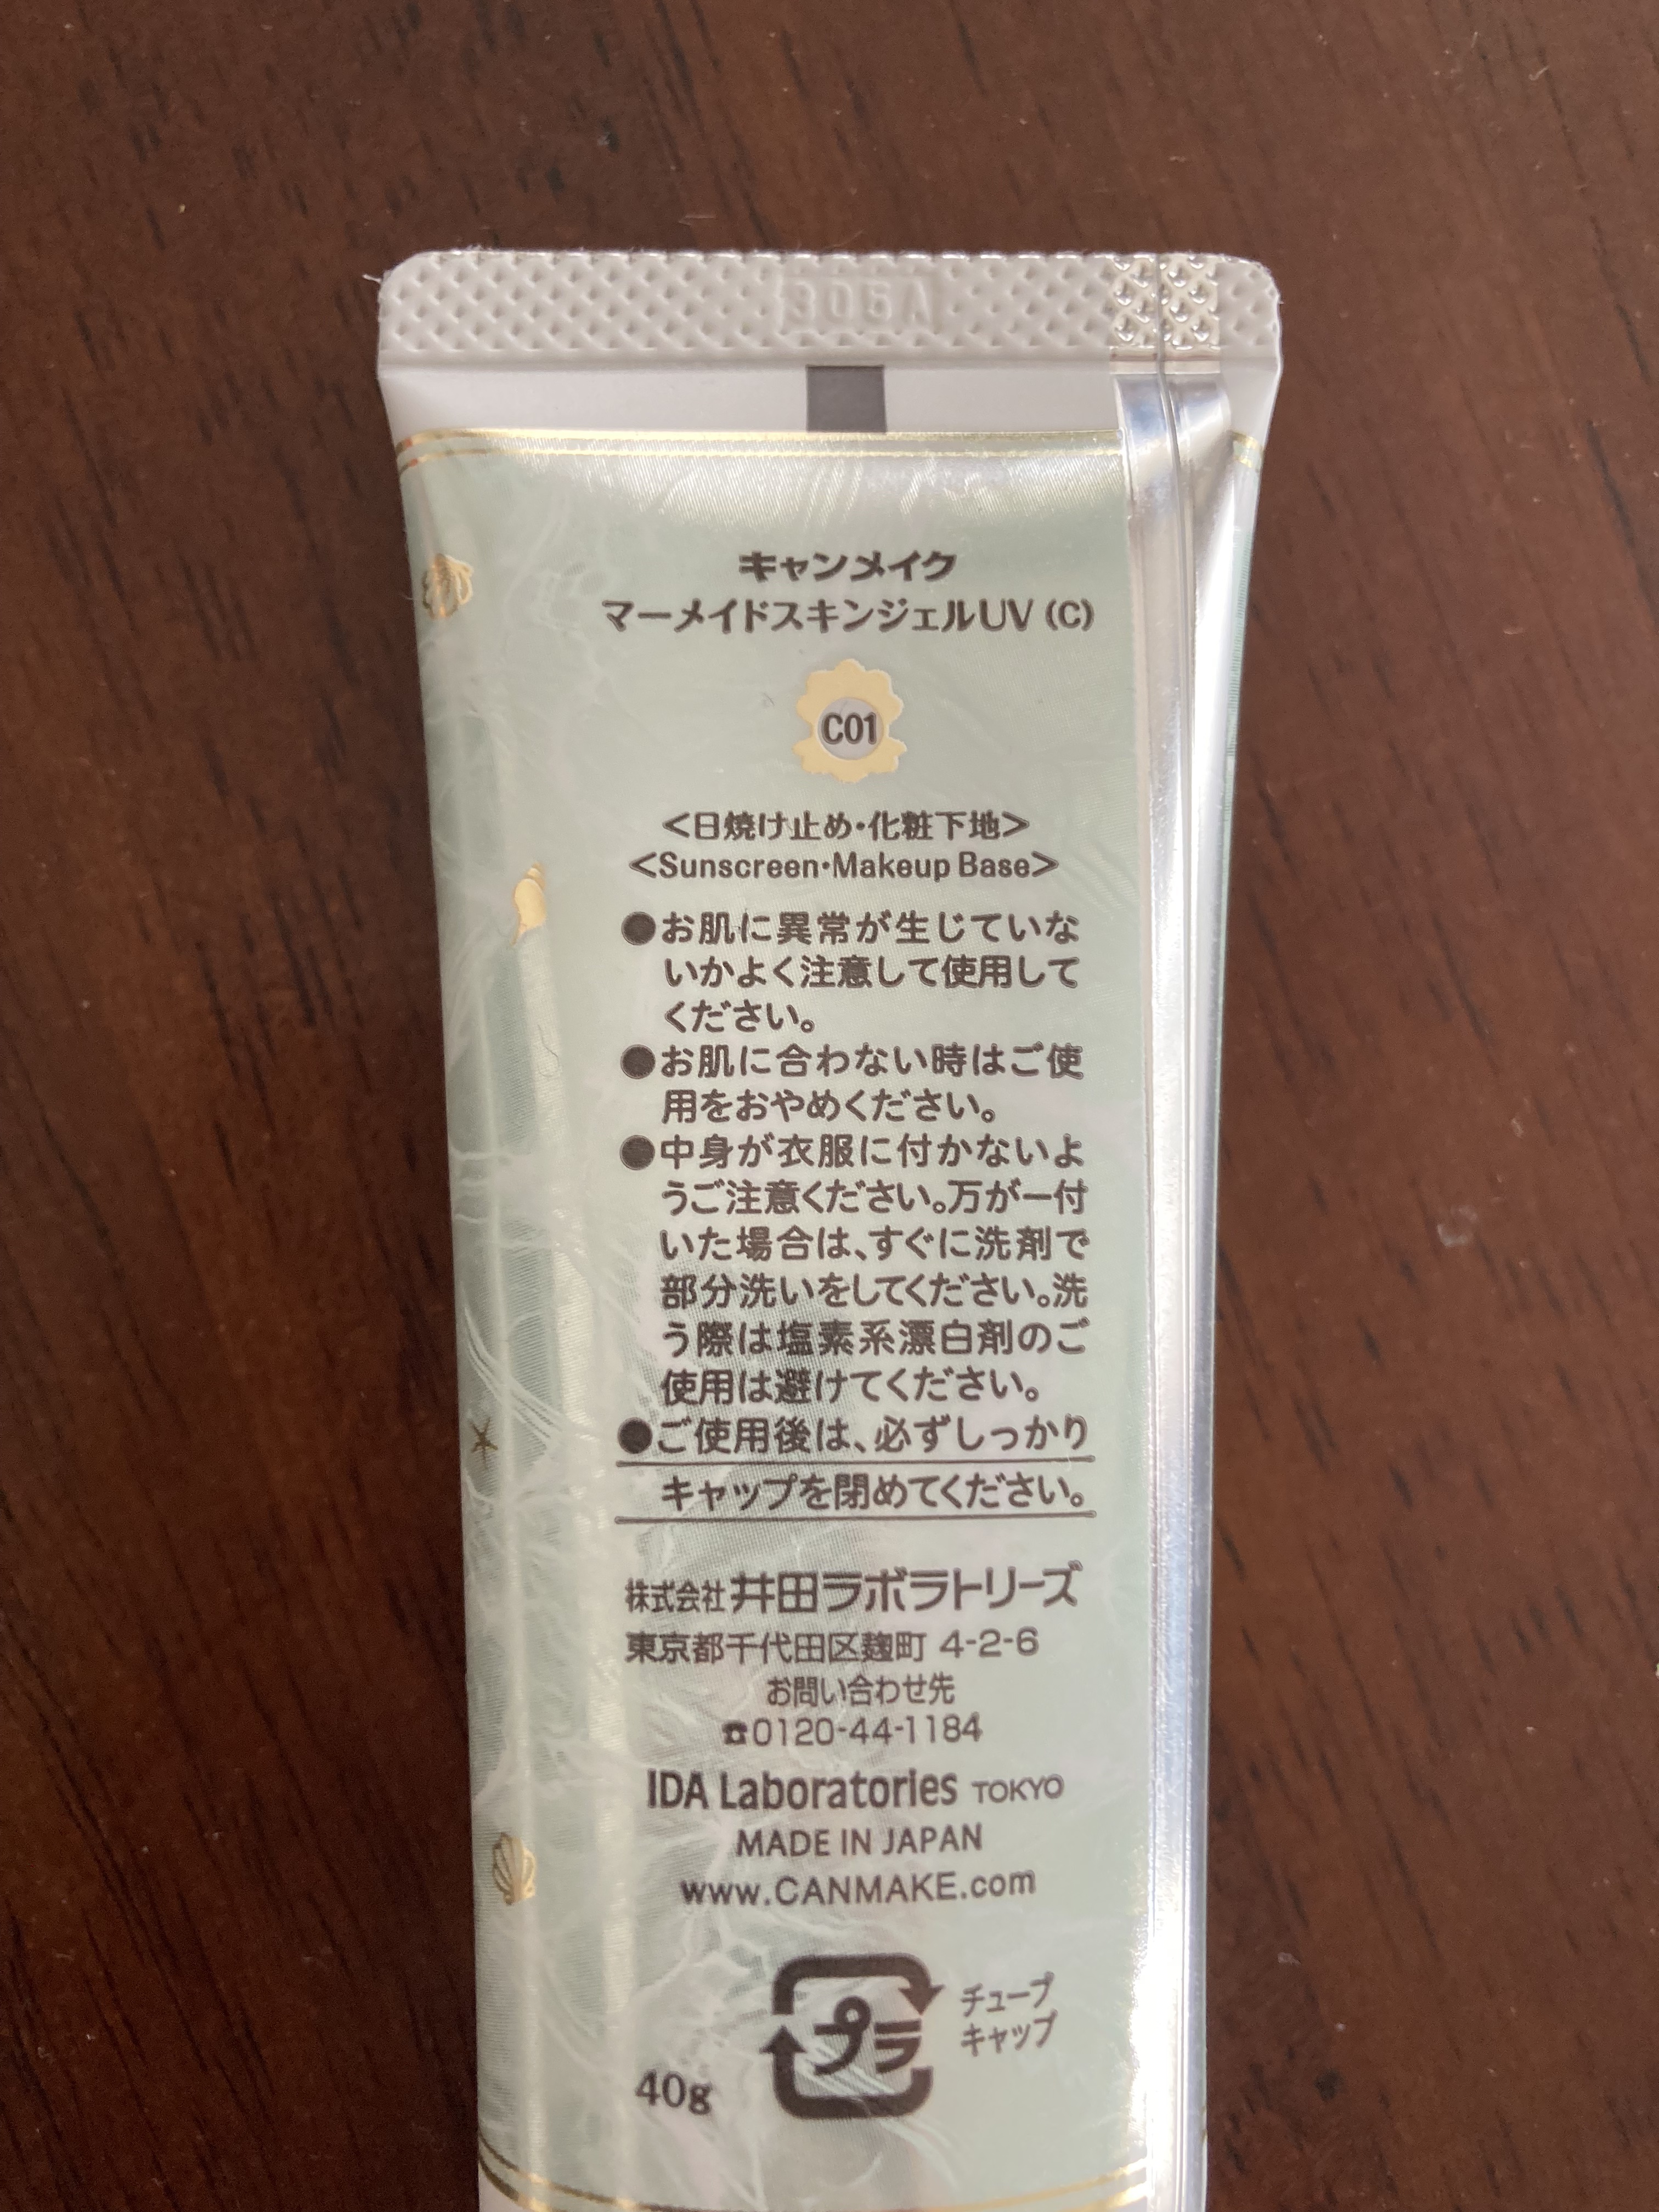 305A
キャンメイク
マーメイドスキンジェルUV (C)
C01
<日焼け止め・化粧下地>
<Sunscreen・Makeup Base>
●お肌に異常が生じていな
いかよく注意して使用して
ください。
●お肌に合わない時はご使
用をおやめください。
●中身が衣服に付かないよ
うご注意ください。万が一付
いた場合は、すぐに洗剤で
部分洗いをしてください。洗
う際は塩素系漂白剤のご
使用は避けてください。
●ご使用後は、必ずしっかり
キャップを閉めてください。
株式会社 井田ラボラトリーズ
東京都千代田区麹町 4-2-6
お問い合わせ先
☎0120-44-1184
IDA Laboratories TOKYO
MADE IN JAPAN
www.CANMAKE.com
プラ
チューブ
キャップ
40g